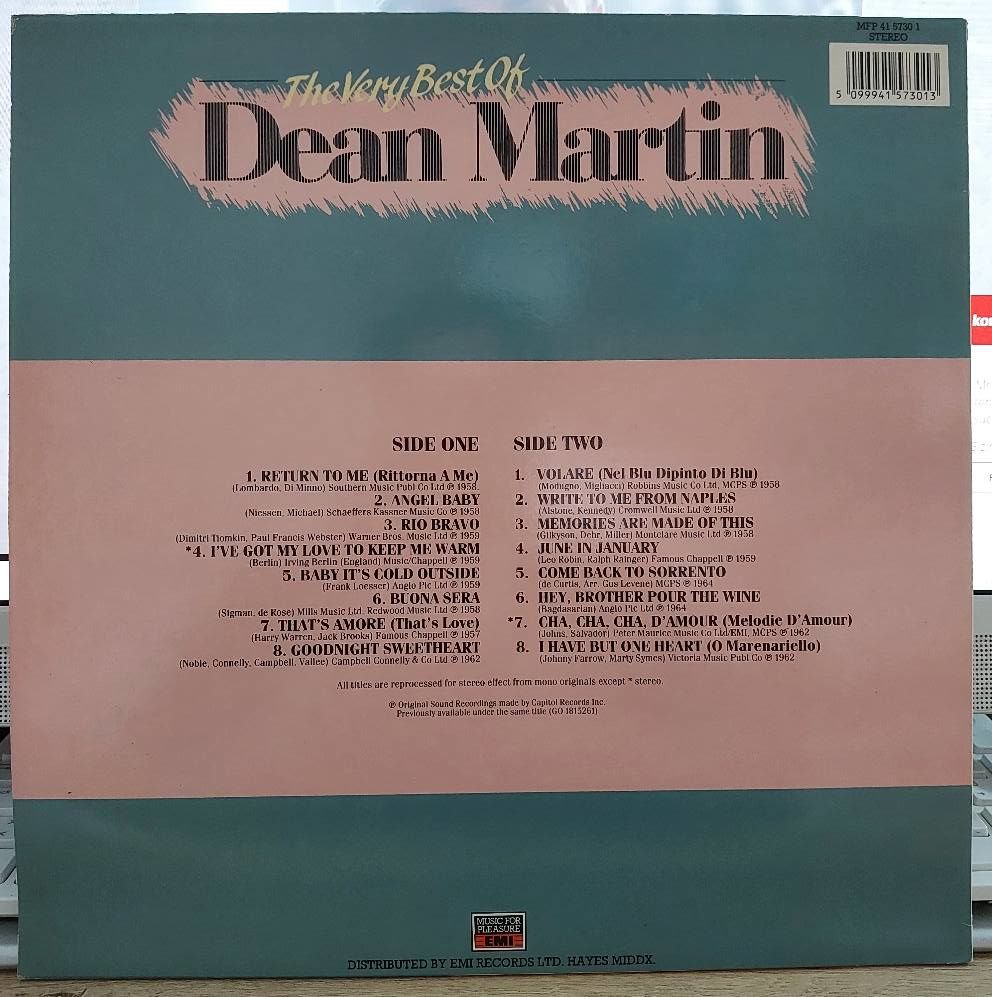 MFP 41 5730 1
STEREO
5 099941 573013
The Very Best Of
Dean Martin
SIDE ONE
1. RETURN TO ME (Rittorna A Me)
(Lombardo, Di Minno) Southern Music Publ Co Ltd ℗ 1958
2. ANGEL BABY
(Niessen, Michael) Schaeffers Kassner Music Co ℗ 1958
3. RIO BRAVO
(Dimitri Tiomkin, Paul Francis Webster) Warner Bros. Music Ltd ℗ 1959
*4. I'VE GOT MY LOVE TO KEEP ME WARM
(Berlin) Irving Berlin (England) Music/Chappell ℗ 1959
5. BABY IT'S COLD OUTSIDE
(Frank Loesser) Anglo Pic Ltd ℗ 1959
6. BUONA SERA
(Sigman, de Rose) Mills Music Ltd, Redwood Music Ltd ℗ 1958
7. THAT'S AMORE (That's Love)
(Harry Warren, Jack Brooks) Famous Chappell ℗ 1957
8. GOODNIGHT SWEETHEART
(Noble, Connelly, Campbell, Vallee) Campbell Connelly & Co Ltd ℗ 1962
SIDE TWO
1. VOLARE (Nel Blu Dipinto Di Blu)
(Modugno, Migliacci) Robbins Music Co Ltd, MCPS ℗ 1958
2. WRITE TO ME FROM NAPLES
(Alstone, Kennedy) Cromwell Music Ltd ℗ 1958
3. MEMORIES ARE MADE OF THIS
(Gilkyson, Dehr, Miller) Montclare Music Ltd ℗ 1958
4. JUNE IN JANUARY
(Leo Robin, Ralph Rainger) Famous Chappell ℗ 1959
5. COME BACK TO SORRENTO
(de Curtis, Arr. Gus Levene) MCPS ℗ 1964
6. HEY, BROTHER POUR THE WINE
(Bagdasarian) Anglo Pic Ltd ℗ 1964
*7. CHA, CHA, CHA, D'AMOUR (Melodie D'Amour)
(Johns, Salvador) Peter Maurice Music Co Ltd/EMI, MCPS ℗ 1962
8. I HAVE BUT ONE HEART (O Marenariello)
(Johnny Farrow, Marty Symes) Victoria Music Publ Co ℗ 1962
All titles are reprocessed for stereo effect from mono originals except * stereo.
℗ Original Sound Recordings made by Capitol Records Inc.
Previously available under the same title (GO 1815261)
MUSIC FOR
PLEASURE
EMI
DISTRIBUTED BY EMI RECORDS LTD. HAYES MIDDX.